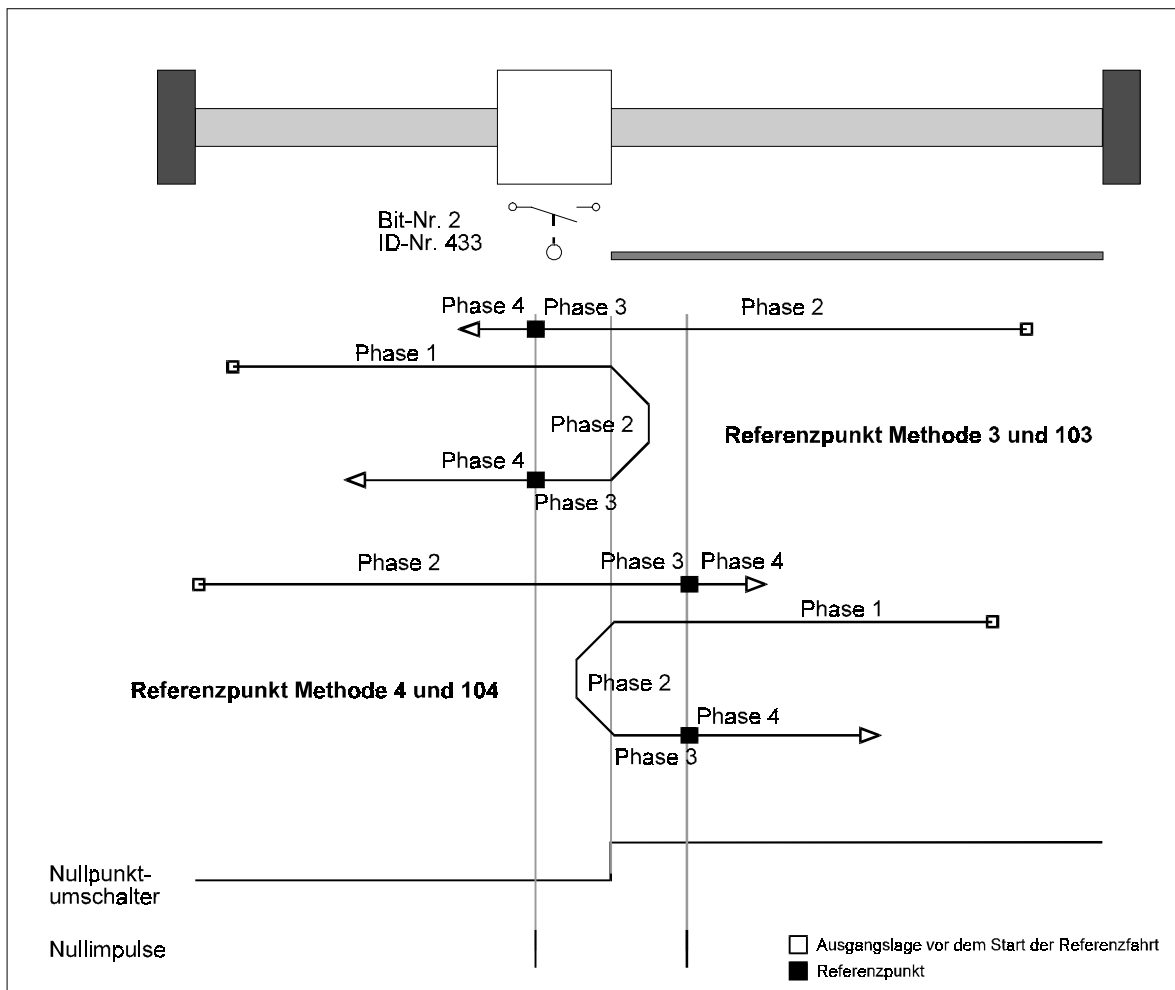 Bit-Nr. 2
ID-Nr. 433
Phase 4 Phase 3 Phase 2
Phase 1
Phase 2
Referenzpunkt Methode 3 und 103
Phase 4
Phase 3
Phase 2 Phase 3 Phase 4
Phase 1
Referenzpunkt Methode 4 und 104
Phase 2
Phase 4
Phase 3
Nullpunkt-
umschalter
Nullimpulse
Ausgangslage vor dem Start der Referenzfahrt
Referenzpunkt